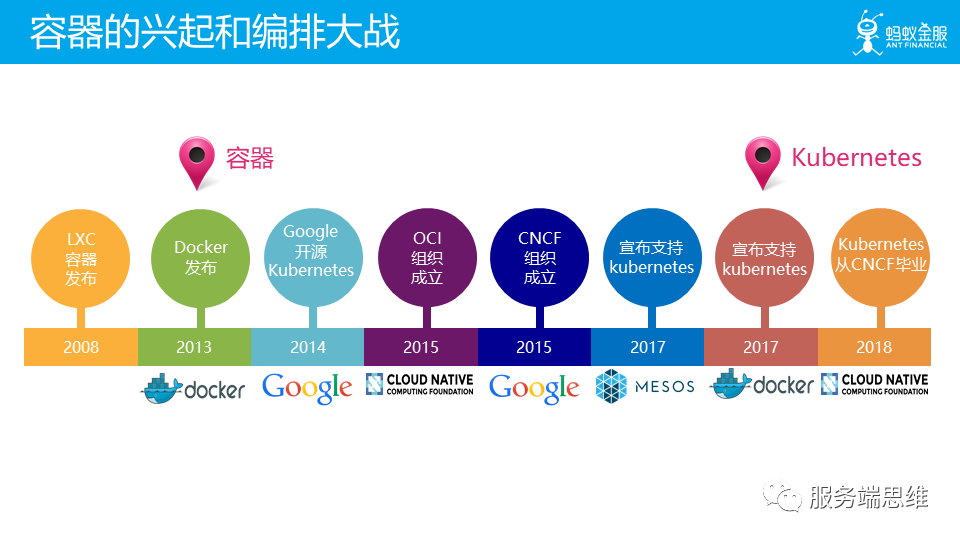 容器的兴起和编排大战
蚂蚁金服
ANT FINANCIAL
容器
Kubernetes
LXC
容器
发布
Docker
发布
Google
开源
Kubernetes
OCI
组织
成立
CNCF
组织
成立
宣布支持
kubernetes
宣布支持
kubernetes
Kubernetes
从CNCF毕业
2008
2013
2014
2015
2015
2017
2017
2018
docker
Google
CLOUD NATIVE
COMPUTING FOUNDATION
Google
MESOS
docker
CLOUD NATIVE
COMPUTING FOUNDATION
服务端思维